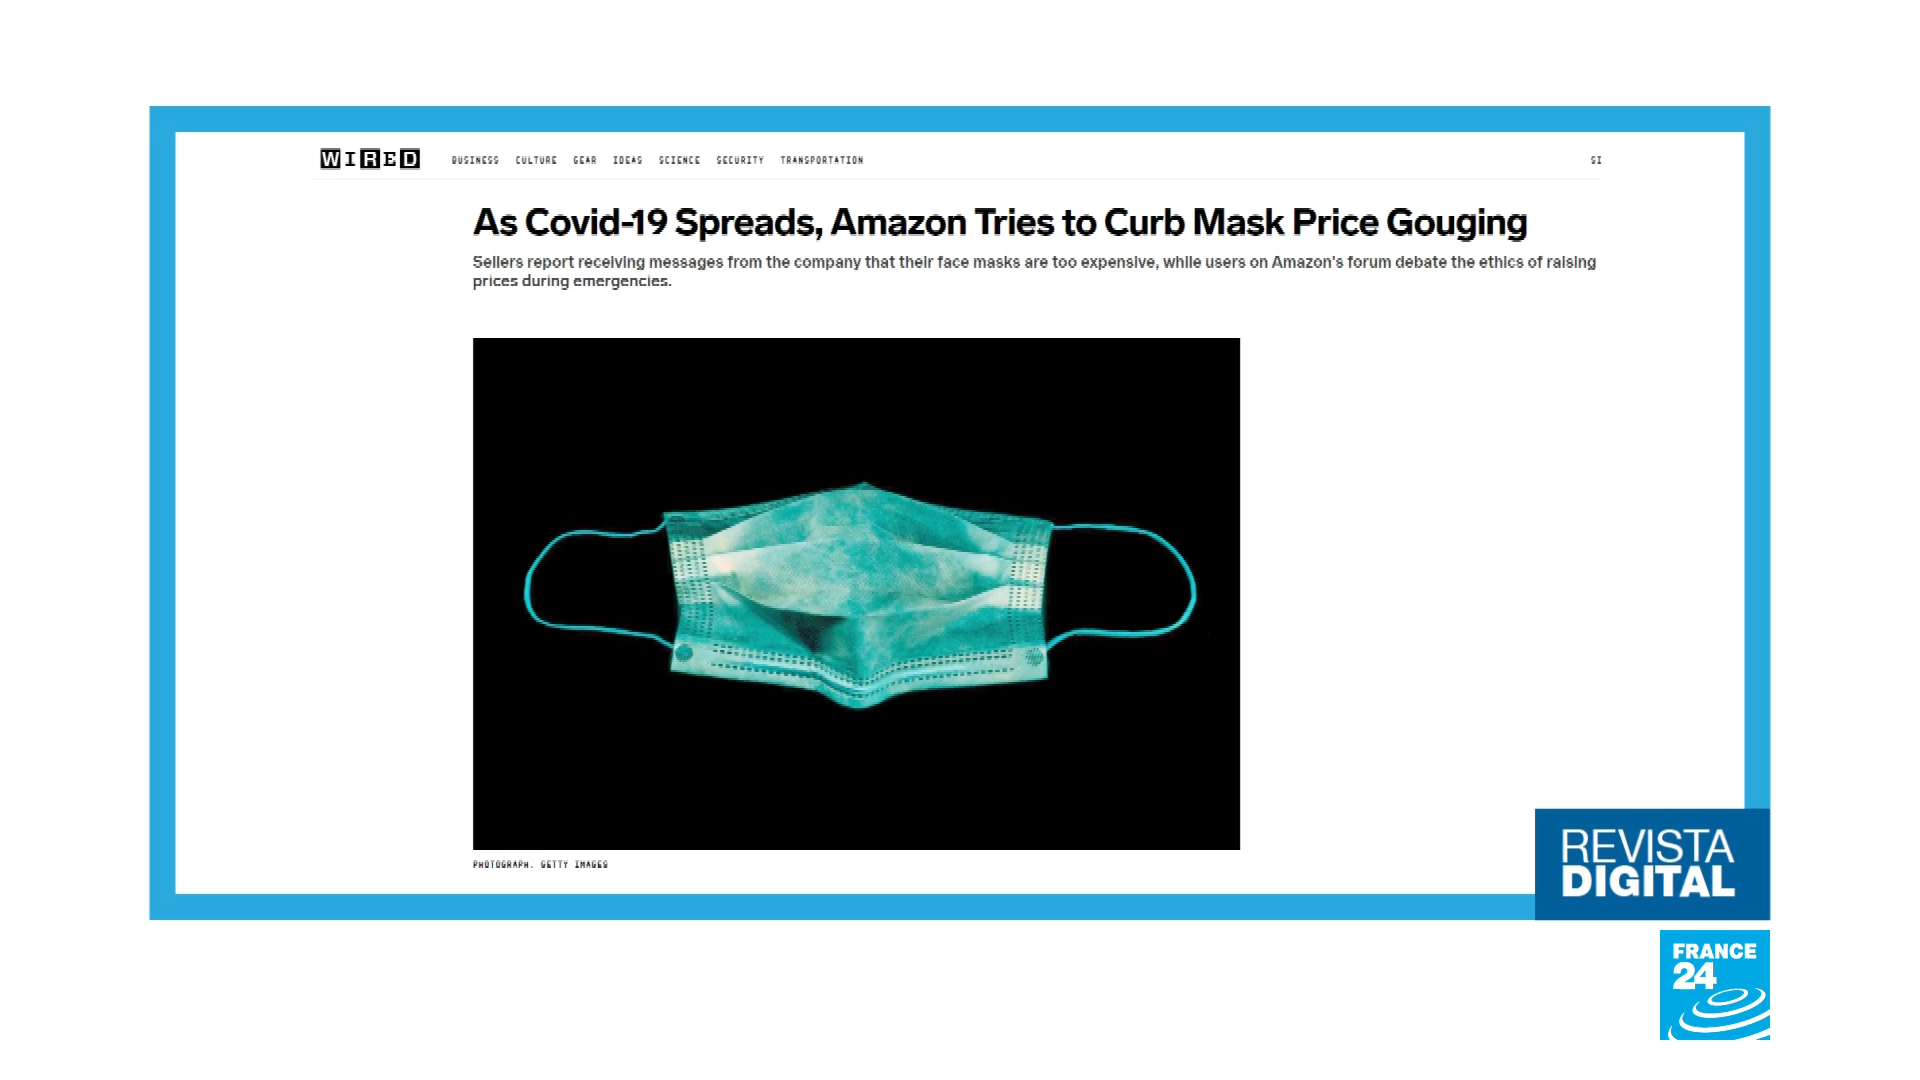 WIRED BUSINESS CULTURE GEAR IDEAS SCIENCE SECURITY TRANSPORTATION SI
As Covid-19 Spreads, Amazon Tries to Curb Mask Price Gouging
Sellers report receiving messages from the company that their face masks are too expensive, while users on Amazon's forum debate the ethics of raising
prices during emergencies.
PHOTOGRAPH: GETTY IMAGES
REVISTA
DIGITAL
FRANCE
24